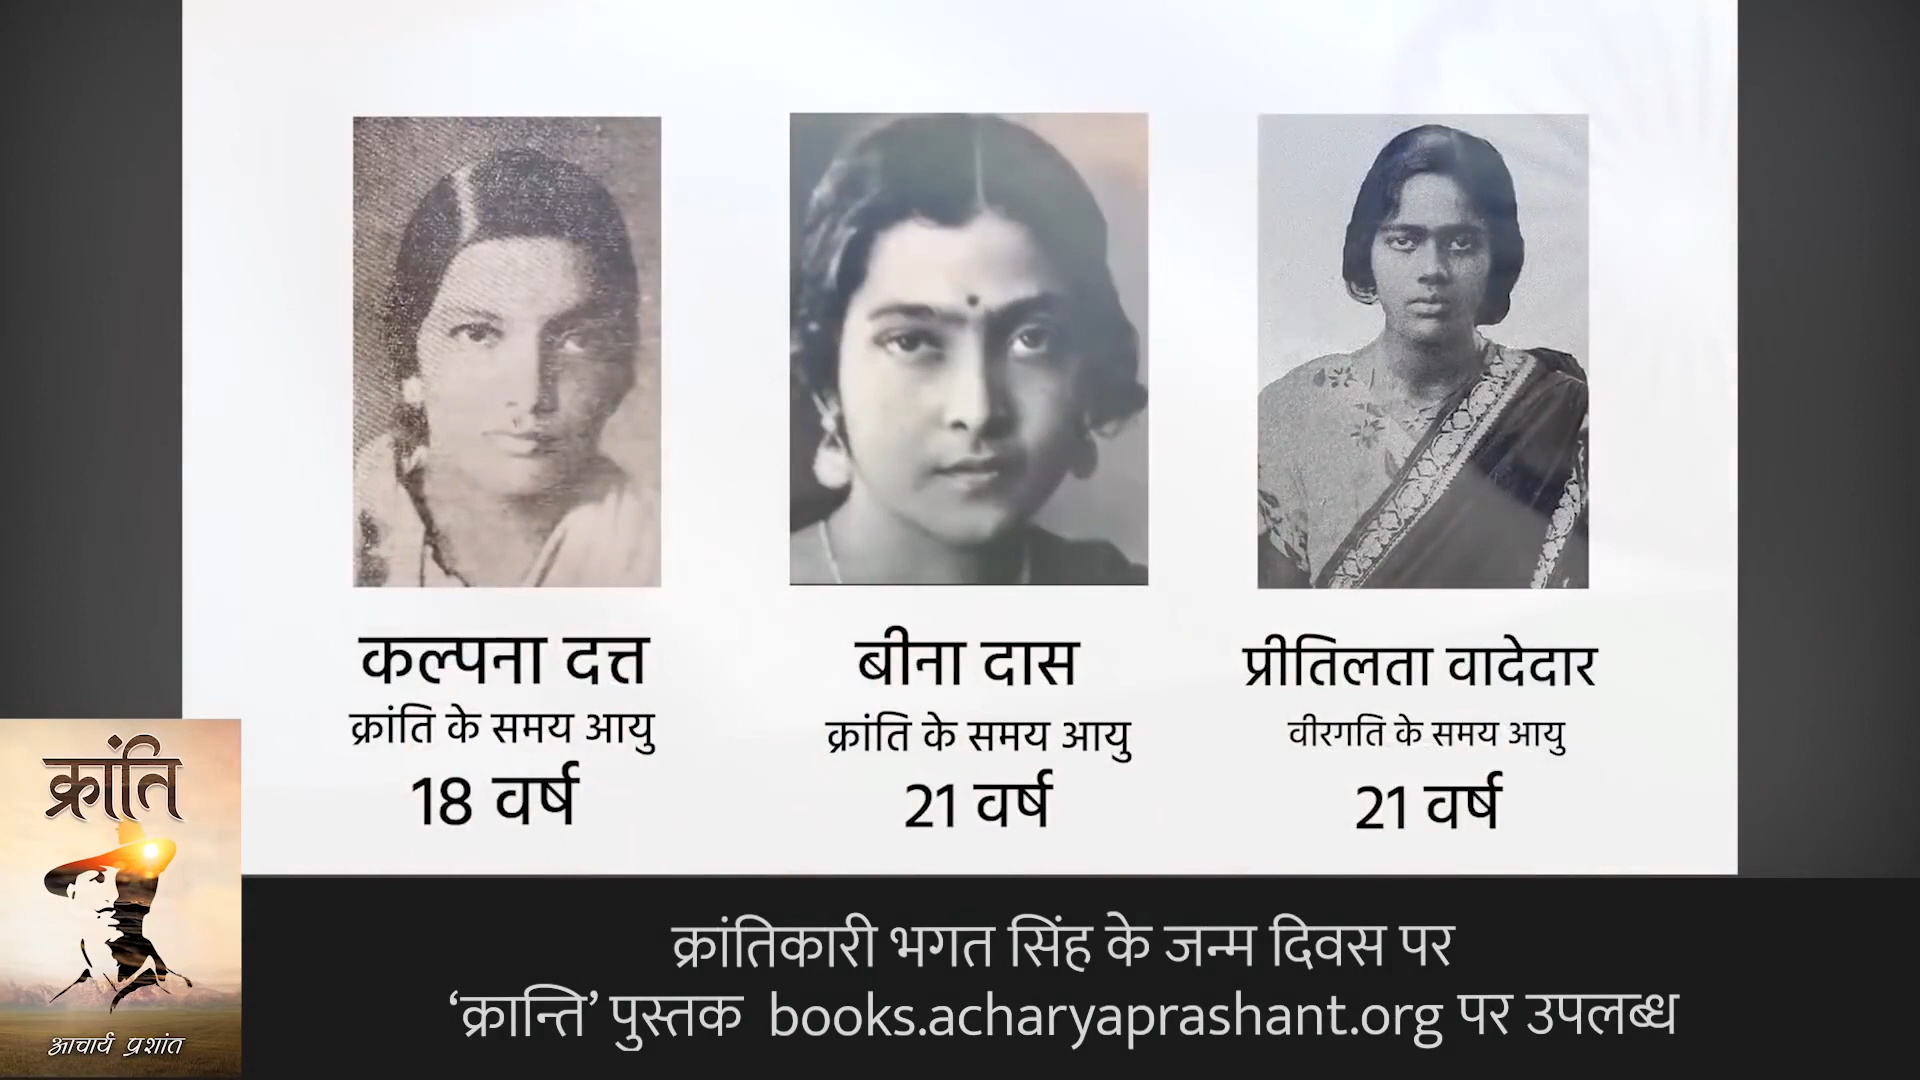 कल्पना दत्त
क्रांति के समय आयु
18 वर्ष
बीना दास
क्रांति के समय आयु
21 वर्ष
प्रीतिलता वादेदार
वीरगति के समय आयु
21 वर्ष
क्रांति
आचार्य प्रशांत
क्रांतिकारी भगत सिंह के जन्म दिवस पर
‘क्रान्ति’ पुस्तक books.acharyaprashant.org पर उपलब्ध